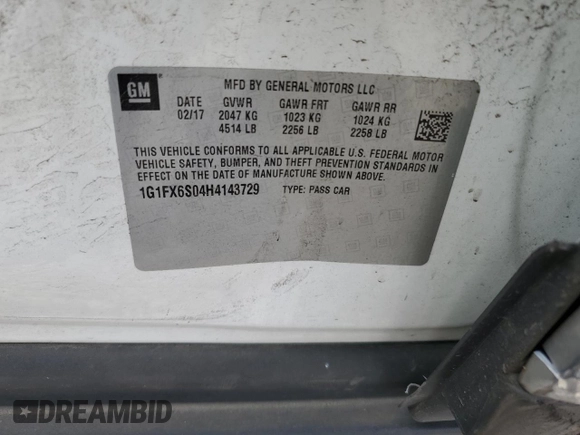 GM
MFD BY GENERAL MOTORS LLC
DATE GVWR GAWR FRT GAWR RR
02/17 2047 KG 1023 KG 1024 KG
4514 LB 2256 LB 2258 LB
THIS VEHICLE CONFORMS TO ALL APPLICABLE U.S. FEDERAL MOTOR
VEHICLE SAFETY, BUMPER, AND THEFT PREVENTION STANDARDS IN
EFFECT ON THE DATE OF MANUFACTURE SHOWN ABOVE.
1G1FX6S04H4143729 TYPE: PASS CAR
DREAMBID